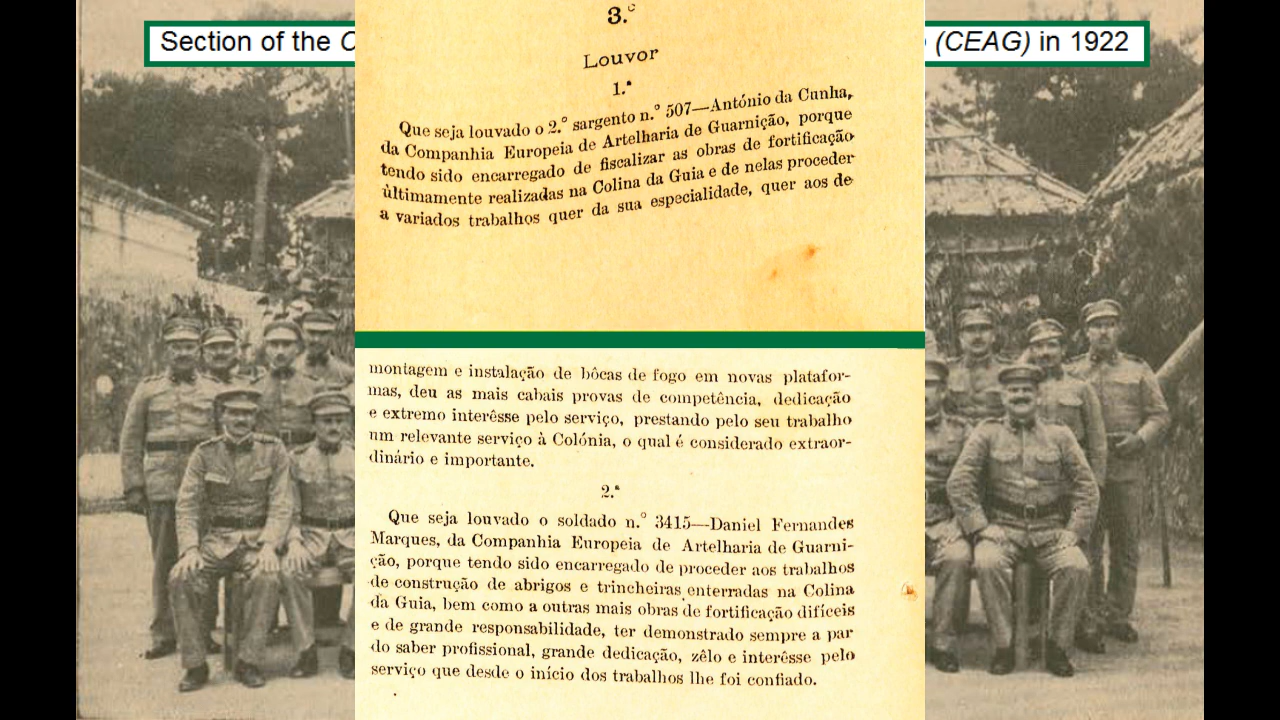 Section of the C
(CEAG) in 1922
3.º
Louvor
1.ª
Que seja louvado o 2.º sargento n.º 507—António da Cunha,
da Companhia Europeia de Artelharia de Guarnição, porque
tendo sido encarregado de fiscalizar as obras de fortificação
ùltimamente realizadas na Colina da Guia e de nelas proceder
a variados trabalhos quer da sua especialidade, quer aos de
montagem e instalação de bôcas de fogo em novas platafor-
mas, deu as mais cabais provas de competência, dedicação
e extremo interêsse pelo serviço, prestando pelo seu trabalho
um relevante serviço à Colónia, o qual é considerado extraor-
dinário e importante.
2.ª
Que seja louvado o soldado n.º 3415—Daniel Fernandes
Marques, da Companhia Europeia de Artelharia de Guarni-
ção, porque tendo sido encarregado de proceder aos trabalhos
de construção de abrigos e trincheiras enterradas na Colina
da Guia, bem como a outras mais obras de fortificação difíceis
e de grande responsabilidade, ter demonstrado sempre a par
do saber profissional, grande dedicação, zêlo e interêsse pelo
serviço que desde o início dos trabalhos lhe foi confiado.